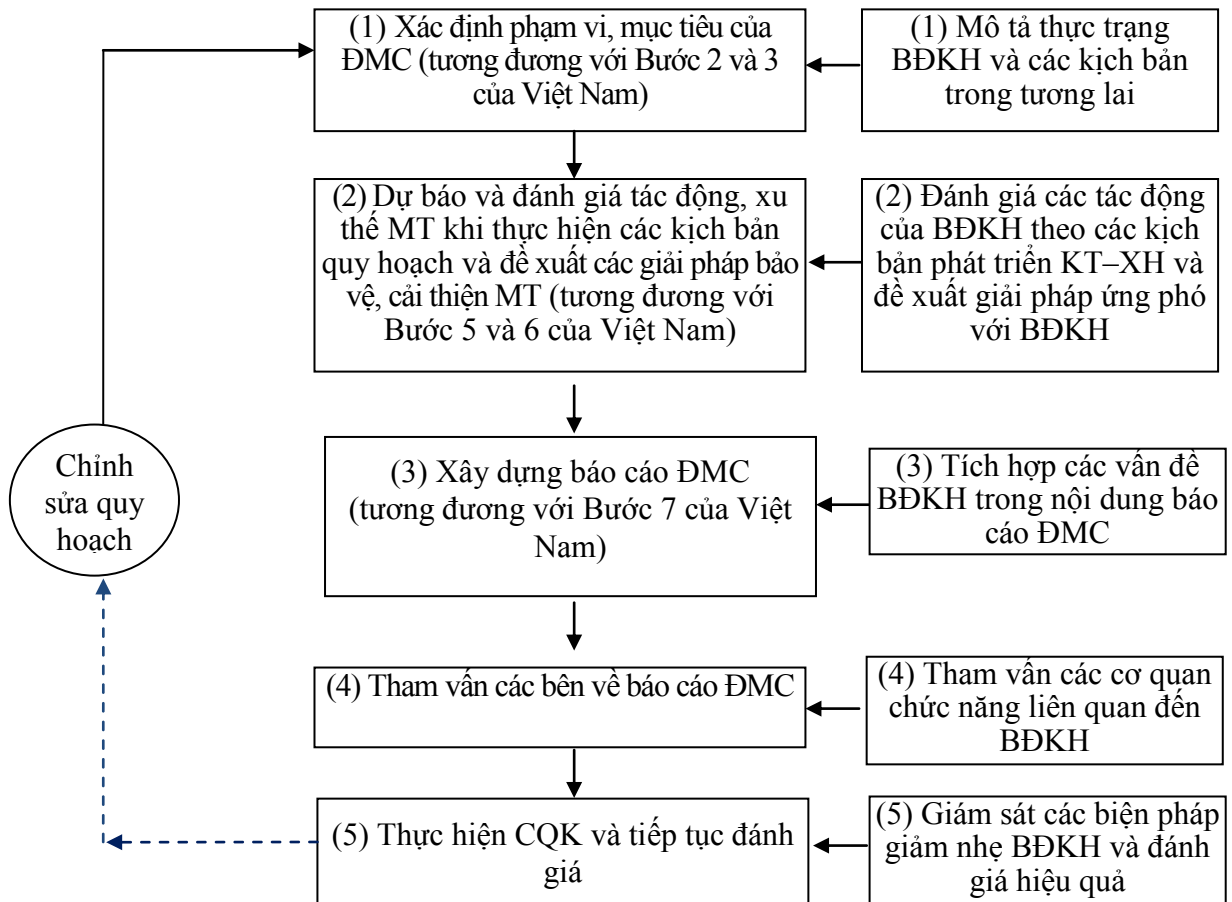 (1) Xác định phạm vi, mục tiêu của
ĐMC (tương đương với Bước 2 và 3
của Việt Nam)
(1) Mô tả thực trạng
BĐKH và các kịch bản
trong tương lai
(2) Dự báo và đánh giá tác động, xu
thế MT khi thực hiện các kịch bản
quy hoạch và đề xuất các giải pháp bảo
vệ, cải thiện MT (tương đương với
Bước 5 và 6 của Việt Nam)
(2) Đánh giá các tác động
của BĐKH theo các kịch
bản phát triển KT–XH và
đề xuất giải pháp ứng phó
với BĐKH
Chỉnh
sửa quy
hoạch
(3) Xây dựng báo cáo ĐMC
(tương đương với Bước 7 của Việt
Nam)
(3) Tích hợp các vấn đề
BĐKH trong nội dung báo
cáo ĐMC
(4) Tham vấn các bên về báo cáo ĐMC
(4) Tham vấn các cơ quan
chức năng liên quan đến
BĐKH
(5) Thực hiện CQK và tiếp tục đánh
giá
(5) Giám sát các biện pháp
giảm nhẹ BĐKH và đánh
giá hiệu quả